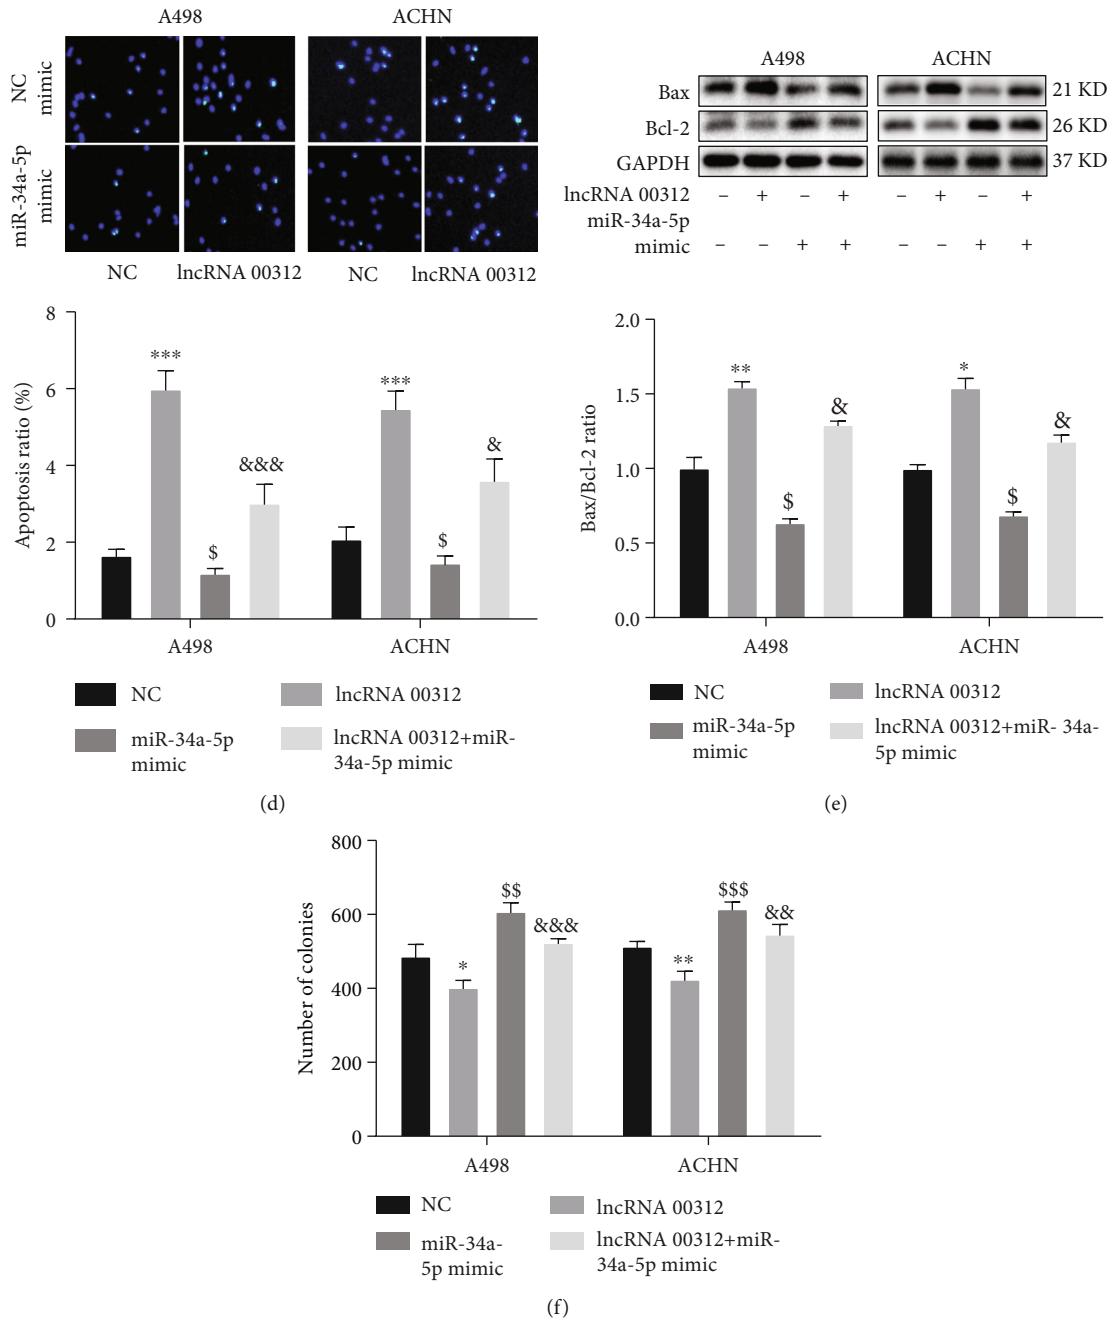 A498 ACHN
NC
mimic
miR-34a-5p
mimic
NC lncRNA 00312 NC lncRNA 00312
8
6
4
2
0
Apoptosis ratio (%)
*** &&& $ *** $ &
A498 ACHN
NC lncRNA 00312
miR-34a-5p
mimic
lncRNA 00312+miR-
34a-5p mimic
(d)
A498 ACHN
Bax 21 KD
Bcl-2 26 KD
GAPDH 37 KD
lncRNA 00312 – + – + – + – +
miR-34a-5p
mimic – – + + – – + +
2.0
1.5
1.0
0.5
0.0
Bax/Bcl-2 ratio
** $ & * $ &
A498 ACHN
NC lncRNA 00312
miR-34a-5p
mimic
lncRNA 00312+miR- 34a-
5p mimic
(e)
800
600
400
200
0
Number of colonies
* $$ &&& ** $$$ &&
A498 ACHN
NC lncRNA 00312
miR-34a-
5p mimic
lncRNA 00312+miR-
34a-5p mimic
(f)